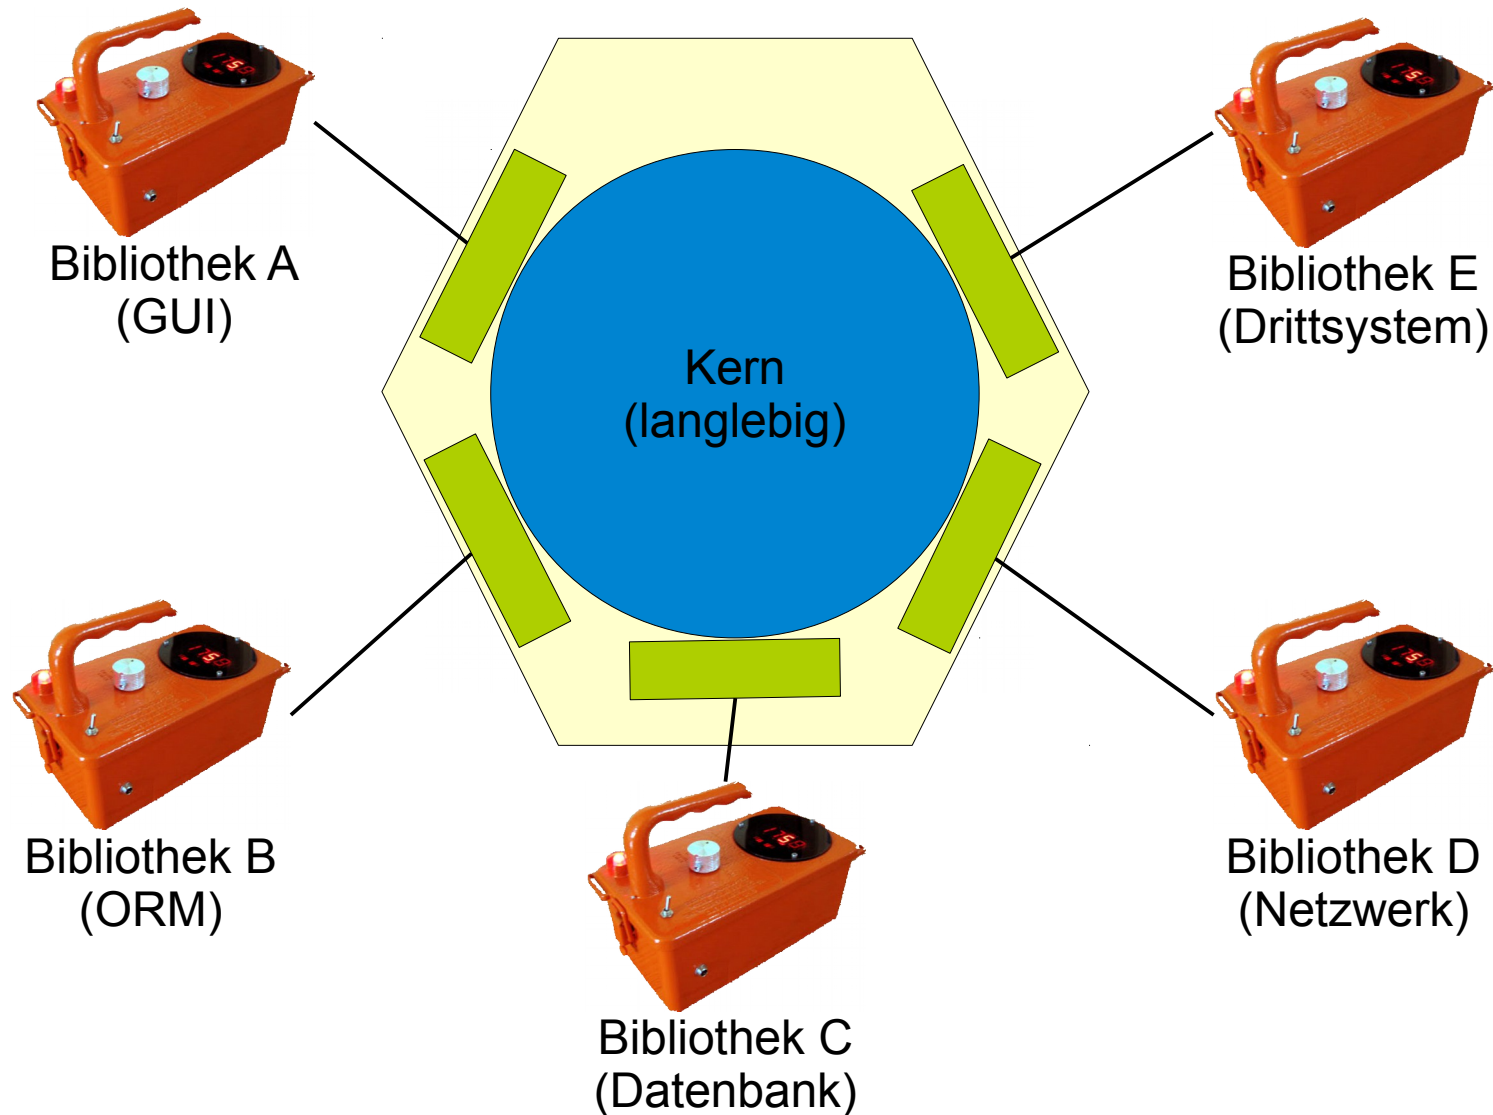 Bibliothek A
(GUI)
Bibliothek E
(Drittsystem)
Kern
(langlebig)
Bibliothek B
(ORM)
Bibliothek D
(Netzwerk)
Bibliothek C
(Datenbank)